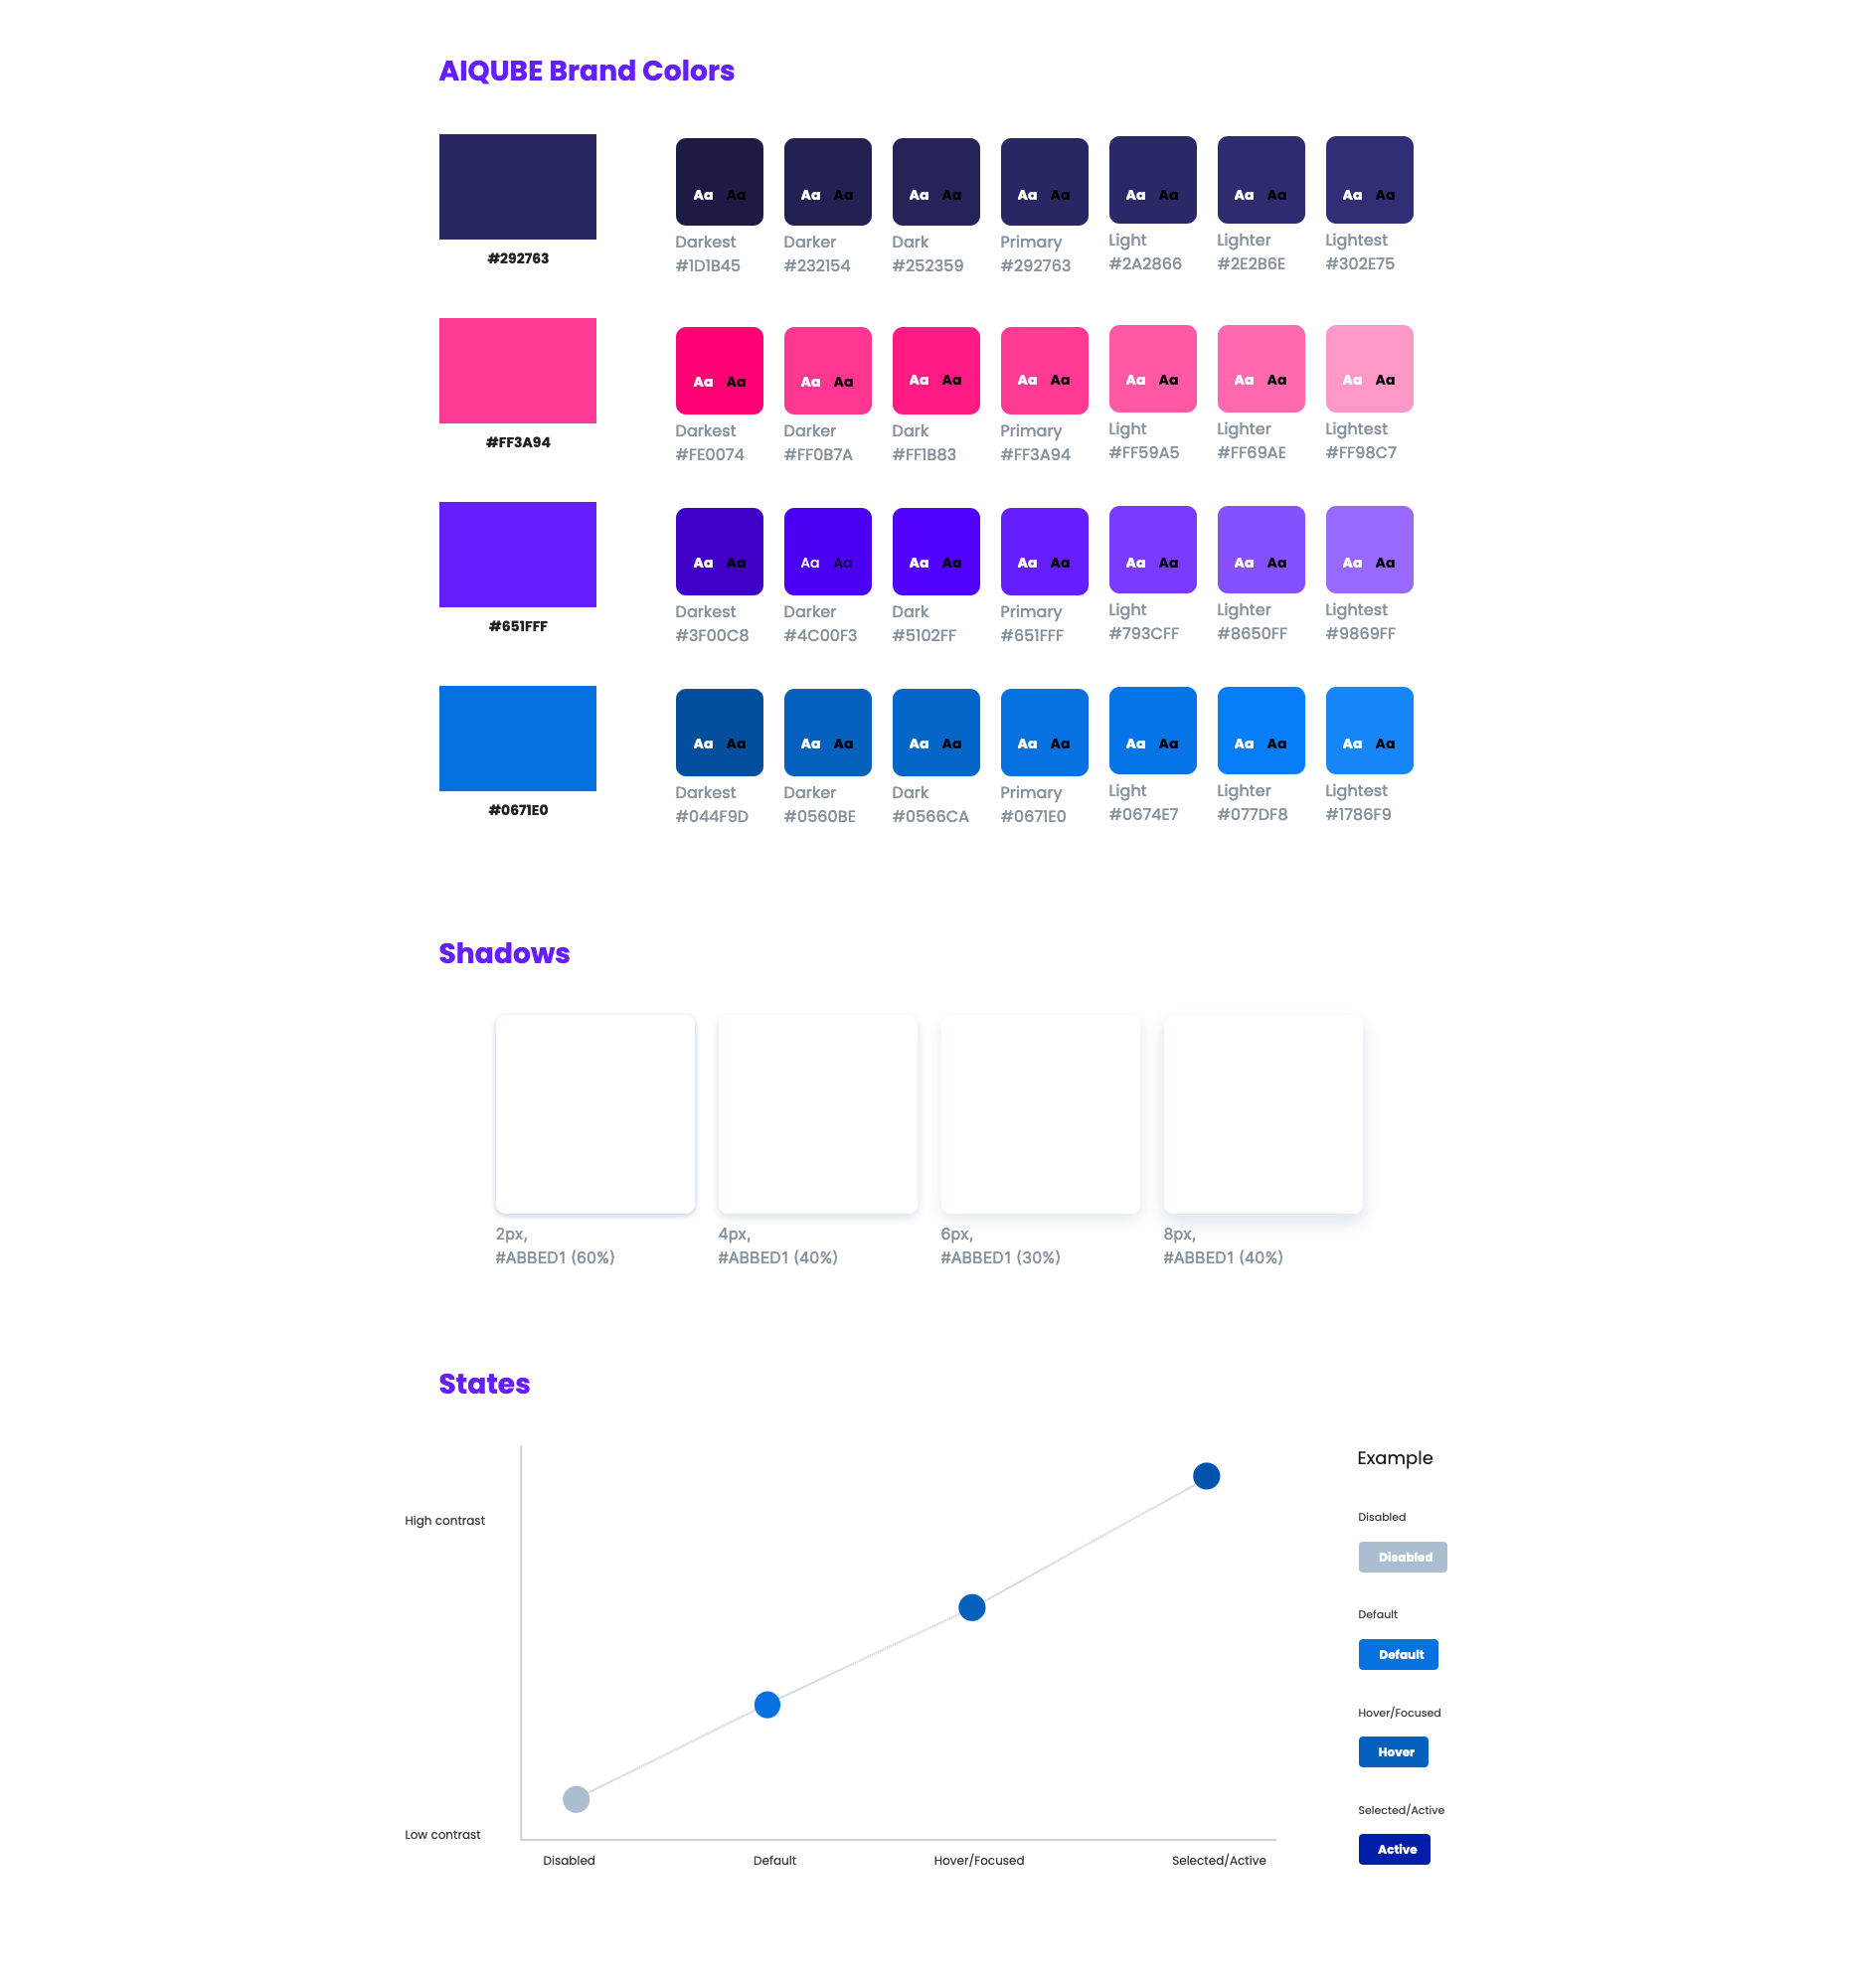 AIQUBE Brand Colors
Aa Aa Aa Aa Aa Aa Aa Aa Aa Aa Aa Aa Aa Aa
#292763
Darkest Darker Dark Primary Light Lighter Lightest
#1D1B45 #232154 #252359 #292763 #2A2866 #2E2B6E #302E75
Aa Aa Aa Aa Aa Aa Aa Aa Aa Aa Aa Aa Aa Aa
#FF3A94
Darkest Darker Dark Primary Light Lighter Lightest
#FE0074 #FF0B7A #FF1B83 #FF3A94 #FF59A5 #FF69AE #FF98C7
Aa Aa Aa Aa Aa Aa Aa Aa Aa Aa Aa Aa Aa Aa
#651FFF
Darkest Darker Dark Primary Light Lighter Lightest
#3F00C8 #4C00F3 #5102FF #651FFF #793CFF #8650FF #9869FF
Aa Aa Aa Aa Aa Aa Aa Aa Aa Aa Aa Aa Aa Aa
#0671E0
Darkest Darker Dark Primary Light Lighter Lightest
#044F9D #0560BE #0566CA #0671E0 #0674E7 #077DF8 #1786F9
Shadows
2px, 4px, 6px, 8px,
#ABBED1 (60%) #ABBED1 (40%) #ABBED1 (30%) #ABBED1 (40%)
States
High contrast
Low contrast
Disabled Default Hover/Focused Selected/Active
Example
Disabled
Disabled
Default
Default
Hover/Focused
Hover
Selected/Active
Active